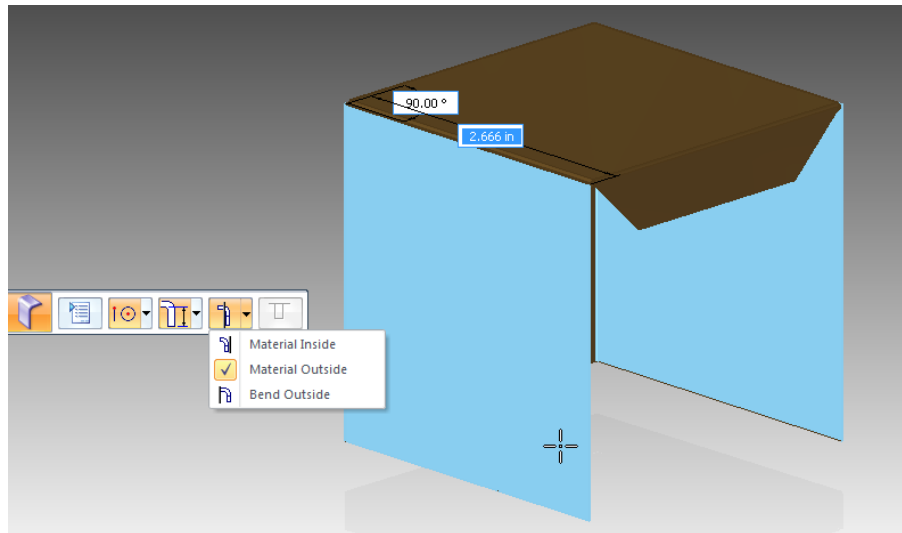 90.00 °
2.666 in
Material Inside
Material Outside
Bend Outside